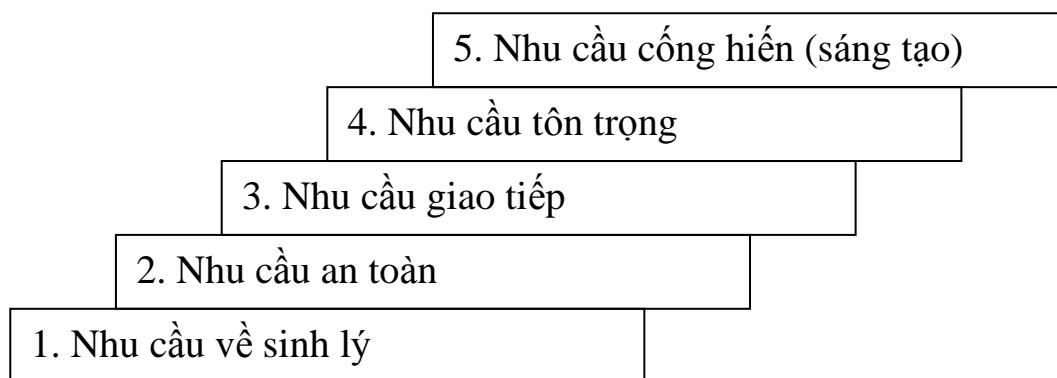 5. Nhu cầu cống hiến (sáng tạo)
4. Nhu cầu tôn trọng
3. Nhu cầu giao tiếp
2. Nhu cầu an toàn
1. Nhu cầu về sinh lý